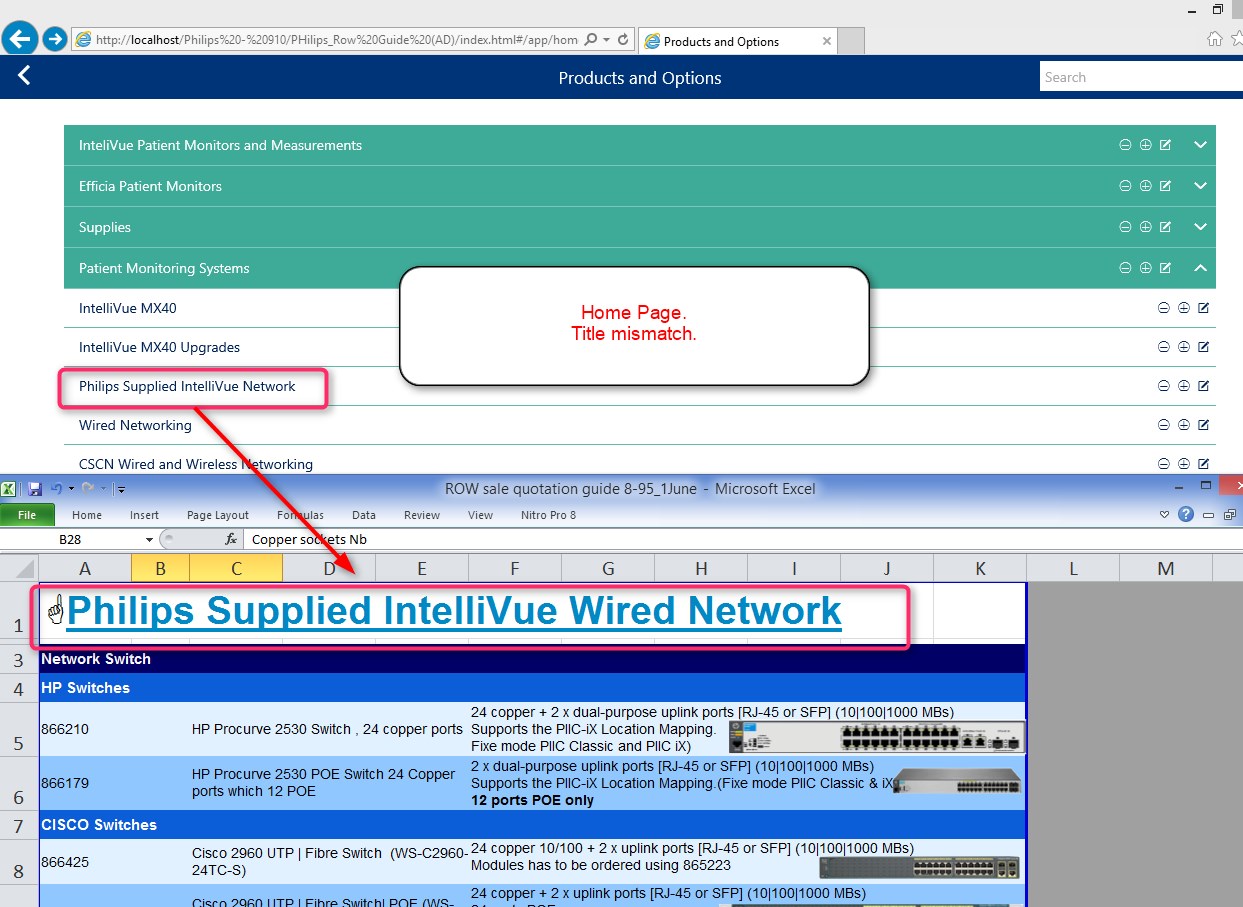 http://localhost/Philips%20-%20910/PHilips_Row%20Guide%20(AD)/index.html#/app/hom
Products and Options
Products and Options
Search
InteliVue Patient Monitors and Measurements
Efficia Patient Monitors
Supplies
Patient Monitoring Systems
Home Page.
Title mismatch.
IntelliVue MX40
IntelliVue MX40 Upgrades
Philips Supplied IntelliVue Network
Wired Networking
CSCN Wired and Wireless Networking
ROW sale quotation guide 8-95_1June - Microsoft Excel
File Home Insert Page Layout Formulas Data Review View Nitro Pro 8
B28 fx Copper sockets Nb
A B C D E F G H I J K L M
1 Philips Supplied IntelliVue Wired Network
3 Network Switch
4 HP Switches
5 866210 HP Procurve 2530 Switch , 24 copper ports
24 copper + 2 x dual-purpose uplink ports [RJ-45 or SFP] (10|100|1000 MBs)
Supports the PIIC-iX Location Mapping.
Fixe mode PIIC Classic and PIIC iX)
6 866179 HP Procurve 2530 POE Switch 24 Copper
ports which 12 POE
2 x dual-purpose uplink ports [RJ-45 or SFP] (10|100|1000 MBs)
Supports the PIIC-iX Location Mapping.(Fixe mode PIIC Classic & iX
12 ports POE only
7 CISCO Switches
8 866425 Cisco 2960 UTP | Fibre Switch (WS-C2960-
24TC-S)
24 copper 10/100 + 2 x uplink ports [RJ-45 or SFP] (10|100|1000 MBs)
Modules has to be ordered using 865223
Cisco 2960 UTP | Fibre Switch| POE (WS-
24 copper + 2 x uplink ports [RJ-45 or SFP] (10|100|1000 MBs)